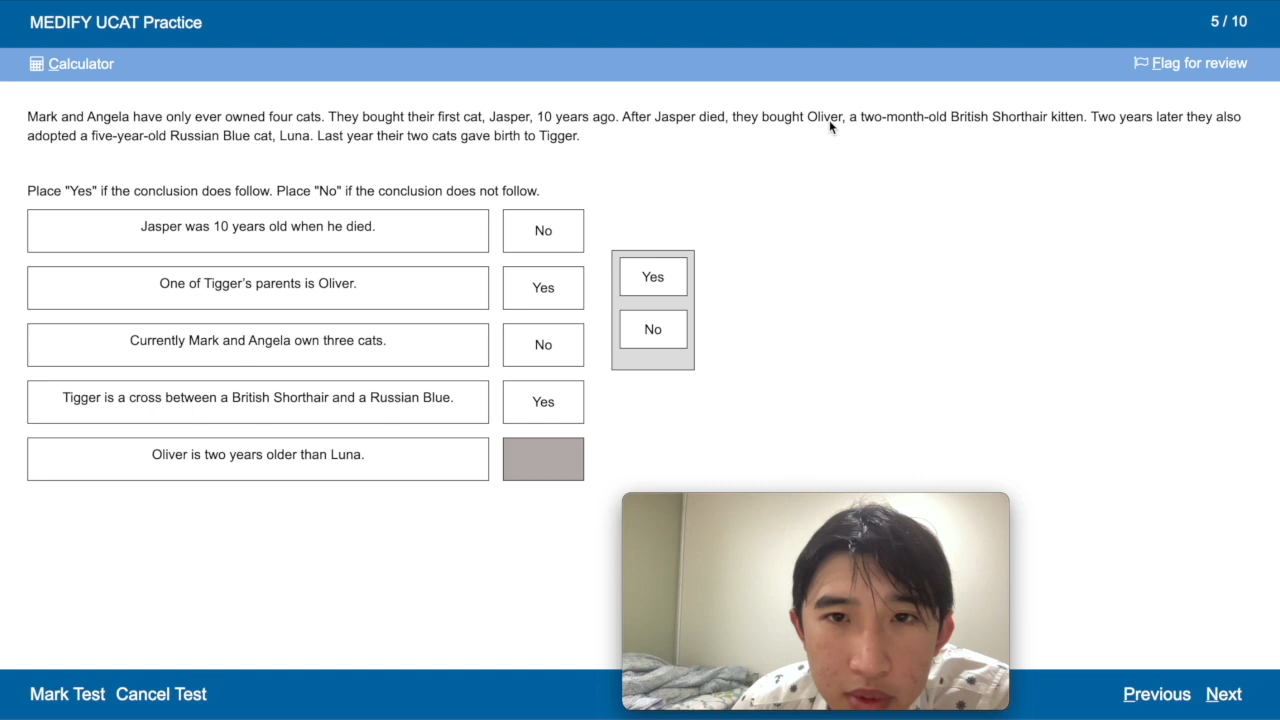 MEDIFY UCAT Practice
5 / 10
Calculator
Flag for review
Mark and Angela have only ever owned four cats. They bought their first cat, Jasper, 10 years ago. After Jasper died, they bought Oliver, a two-month-old British Shorthair kitten. Two years later they also
adopted a five-year-old Russian Blue cat, Luna. Last year their two cats gave birth to Tigger.
Place "Yes" if the conclusion does follow. Place "No" if the conclusion does not follow.
Jasper was 10 years old when he died.
No
One of Tigger's parents is Oliver.
Yes
Currently Mark and Angela own three cats.
No
Tigger is a cross between a British Shorthair and a Russian Blue.
Yes
Oliver is two years older than Luna.
Yes
No
Mark Test
Cancel Test
Previous
Next